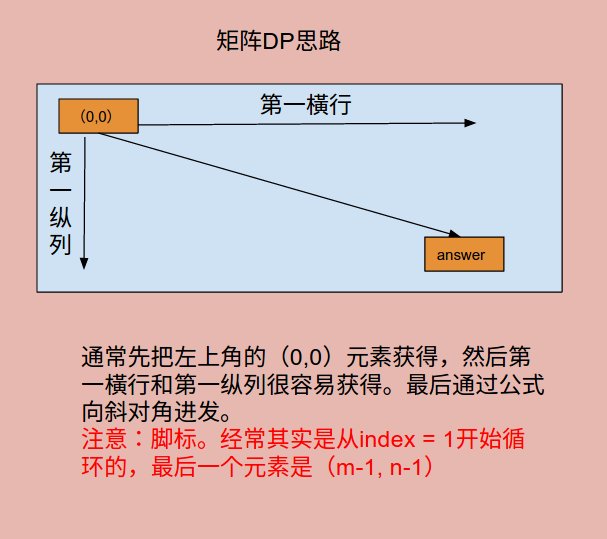 矩阵DP思路
（0,0）
第一橫行
第一纵列
answer
通常先把左上角的（0,0）元素获得，然后第
一橫行和第一纵列很容易获得。最后通过公式
向斜对角进发。
注意：脚标。经常其实是从index = 1开始循
环的，最后一个元素是（m-1, n-1）